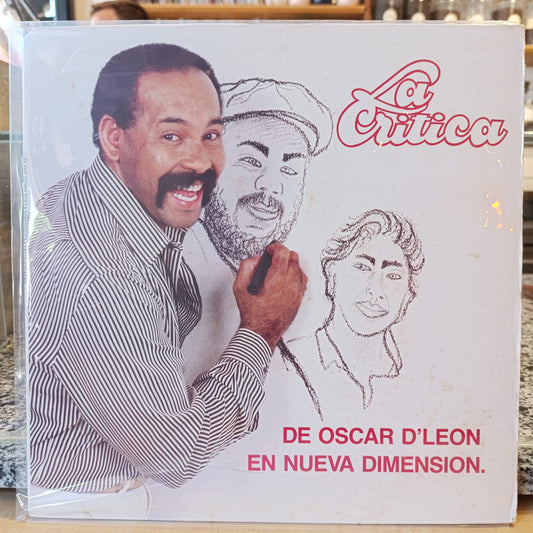 La
Critica
DE OSCAR D'LEON
EN NUEVA DIMENSION.